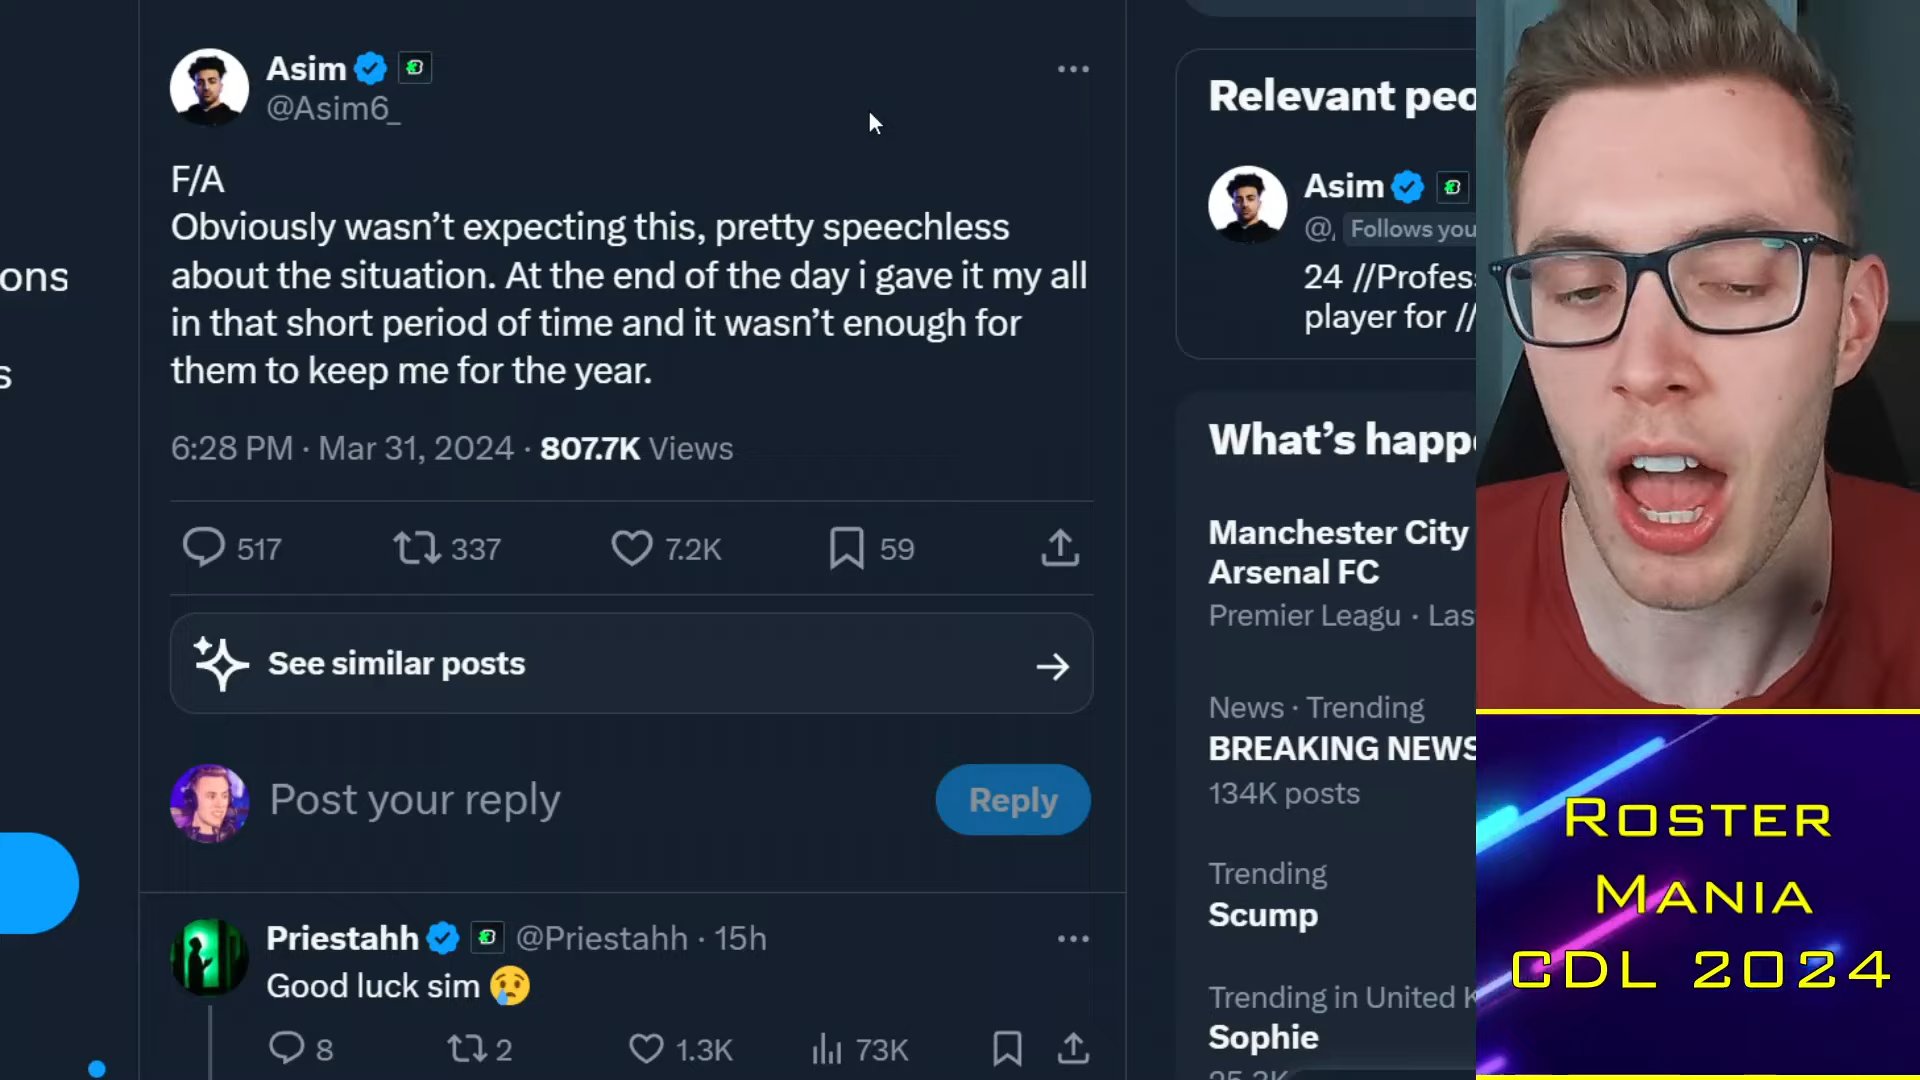 Asim
@Asim6_
F/A
Obviously wasn’t expecting this, pretty speechless
about the situation. At the end of the day i gave it my all
in that short period of time and it wasn’t enough for
them to keep me for the year.
6:28 PM · Mar 31, 2024 · 807.7K Views
517 337 7.2K 59
See similar posts
Post your reply
Reply
Priestahh @Priestahh · 15h
Good luck sim 😢
8 2 1.3K 73K
ons
s
Relevant peo
Asim
@, Follows you
24 //Profess
player for //
What’s happe
Manchester City
Arsenal FC
Premier Leagu · Las
News · Trending
BREAKING NEWS
134K posts
Trending
Scump
Trending in United K
Sophie
ROSTER
MANIA
CDL 2024